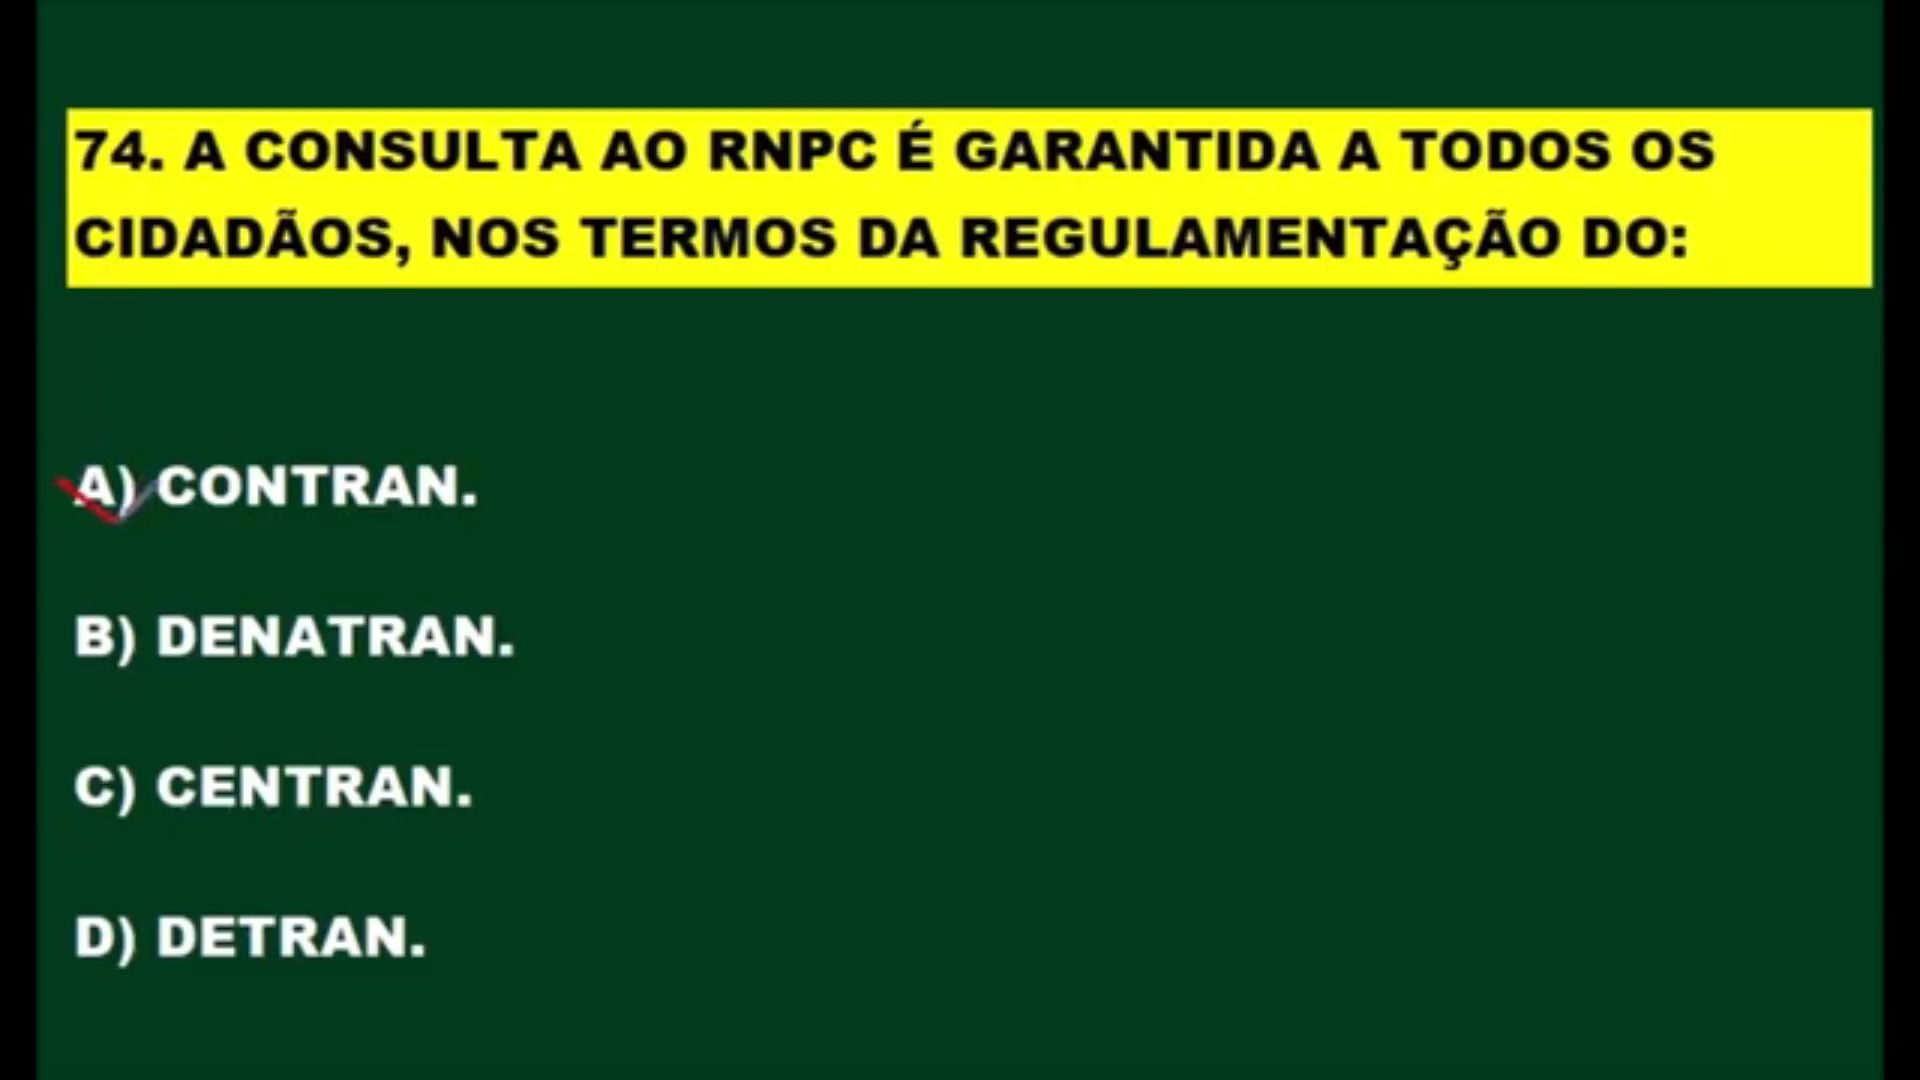 74. A CONSULTA AO RNPC É GARANTIDA A TODOS OS
CIDADÃOS, NOS TERMOS DA REGULAMENTAÇÃO DO:
A) CONTRAN.
B) DENATRAN.
C) CENTRAN.
D) DETRAN.